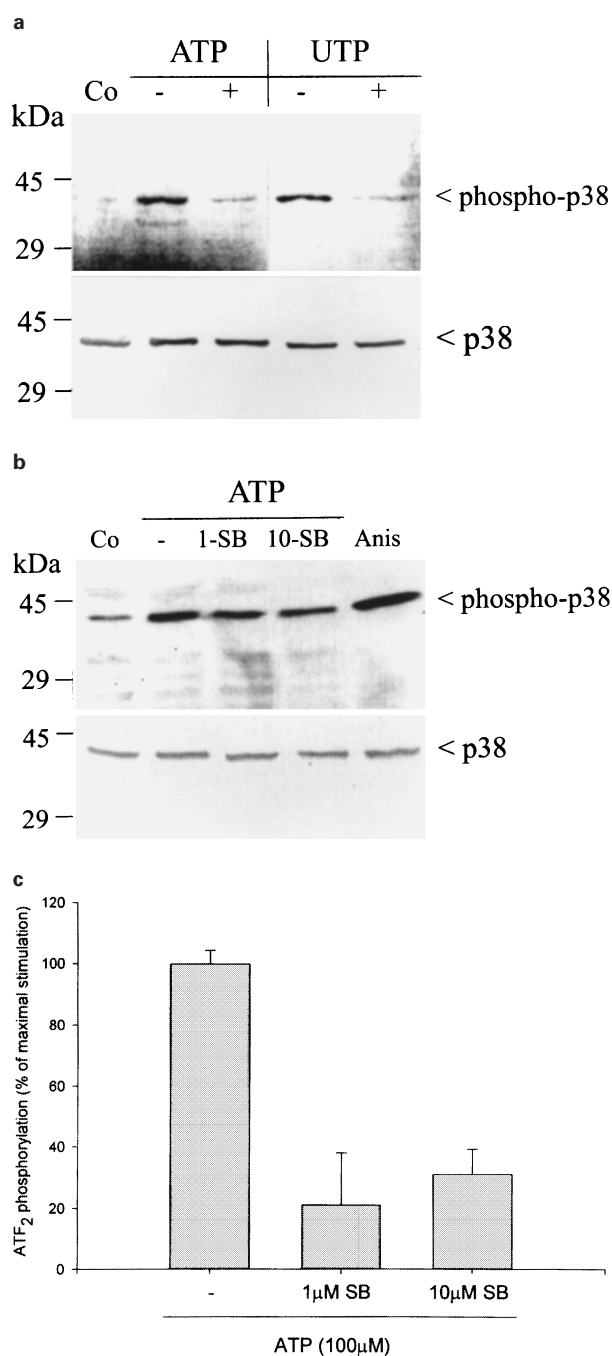 a
ATP UTP
Co - + - +
kDa
45
< phospho-p38
29
45
< p38
29
b
ATP
Co - 1-SB 10-SB Anis
kDa
45
< phospho-p38
29
45
< p38
29
c
ATF2 phosphorylation (% of maximal stimulation)
120
100
80
60
40
20
0
- 1µM SB 10µM SB
ATP (100µM)